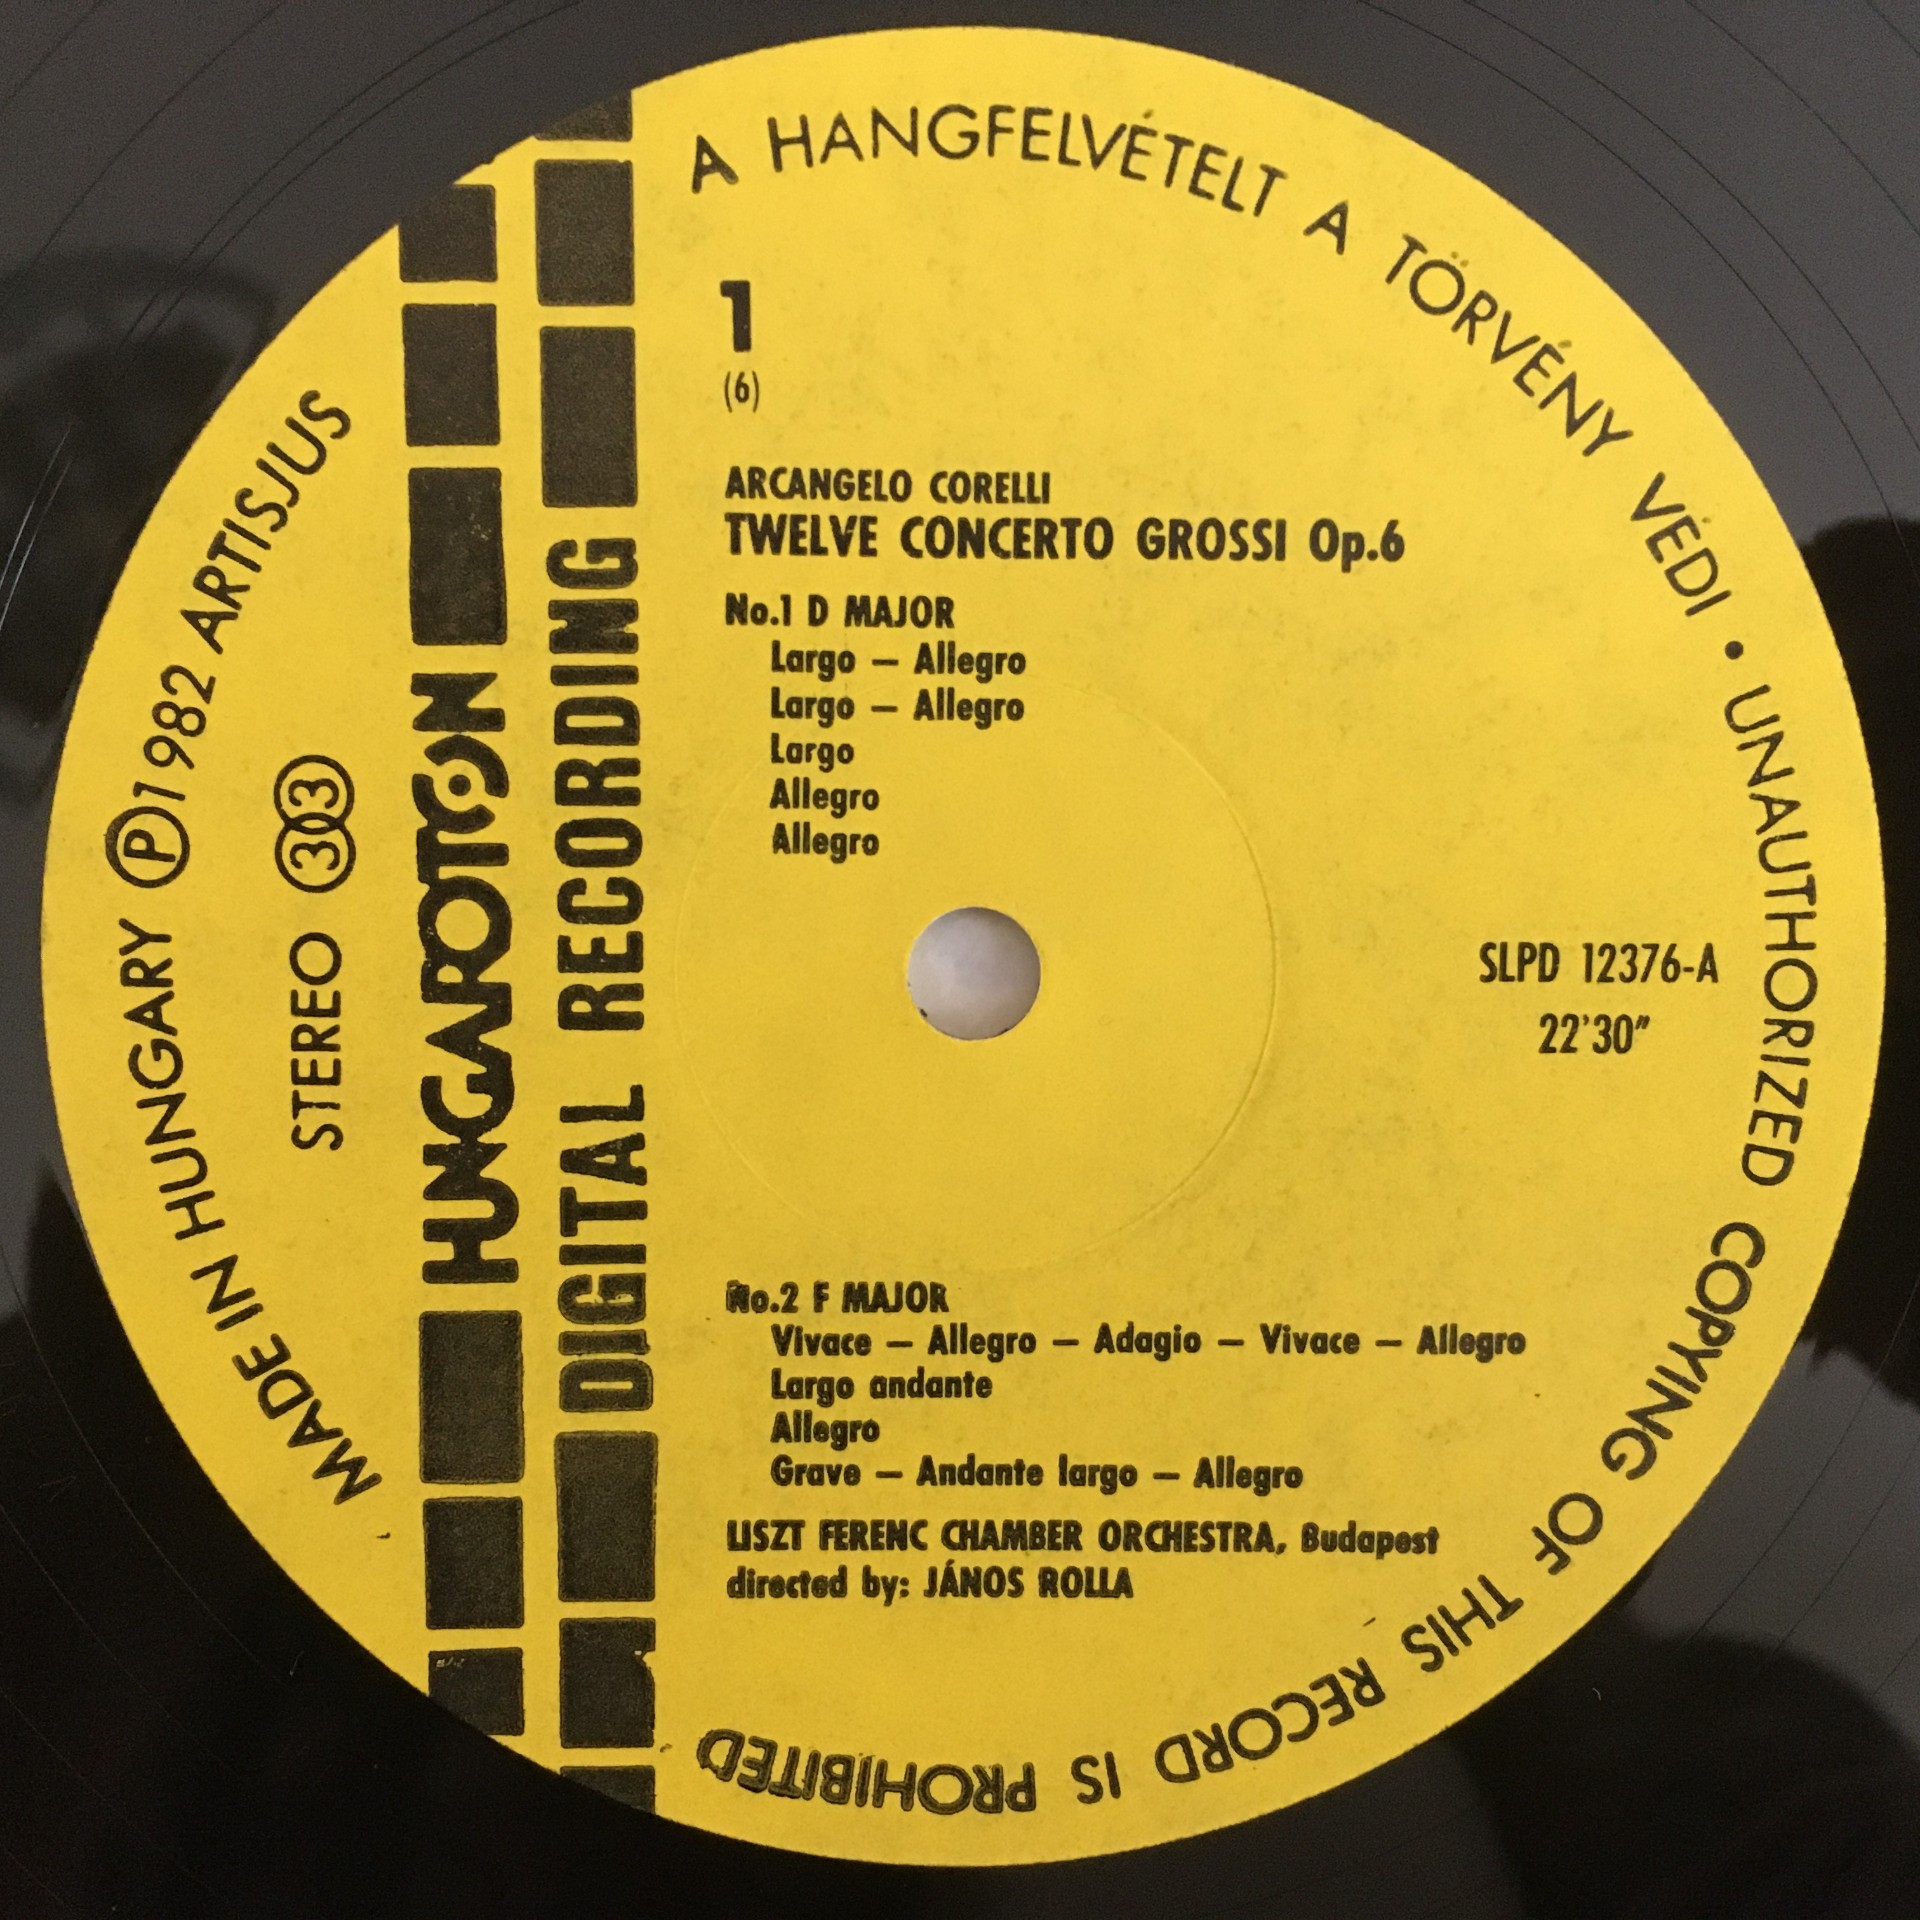 A HANGFELVÉTELT A TÖRVÉNY VÉDI • UNAUTHORIZED COPYING OF THIS RECORD IS PROHIBITED
MADE IN HUNGARY Ⓟ 1982 ARTISJUS
STEREO 33
HUNGAROTON
DIGITAL RECORDING
1
(6)
ARCANGELO CORELLI
TWELVE CONCERTO GROSSI Op.6
No.1 D MAJOR
Largo — Allegro
Largo — Allegro
Largo
Allegro
Allegro
SLPD 12376-A
22'30"
No.2 F MAJOR
Vivace — Allegro — Adagio — Vivace — Allegro
Largo andante
Allegro
Grave — Andante largo — Allegro
LISZT FERENC CHAMBER ORCHESTRA, Budapest
directed by: JÁNOS ROLLA